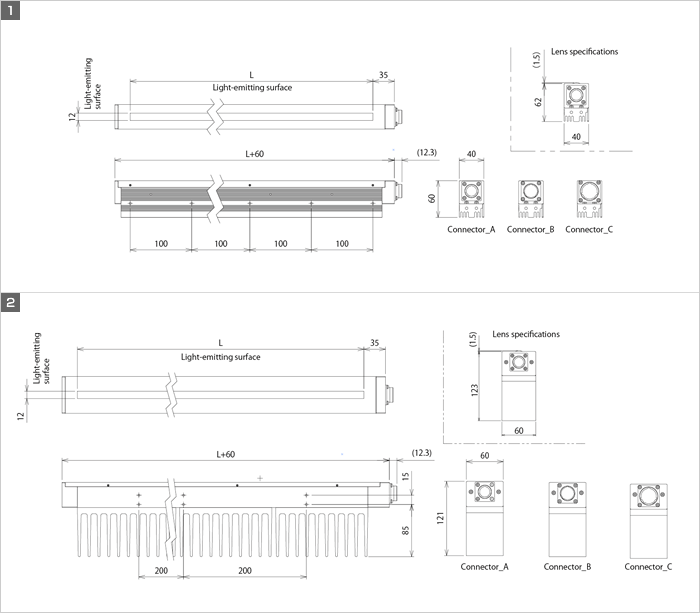 1
Light-emitting
surface
12
L
Light-emitting surface
35
Lens specifications
(1.5)
62
40
L+60
(12.3)
40
60
Connector_A
Connector_B
Connector_C
100
100
100
100
2
Light-emitting
surface
12
L
Light-emitting surface
35
Lens specifications
(1.5)
123
60
L+60
(12.3)
15
85
200
200
60
121
Connector_A
Connector_B
Connector_C